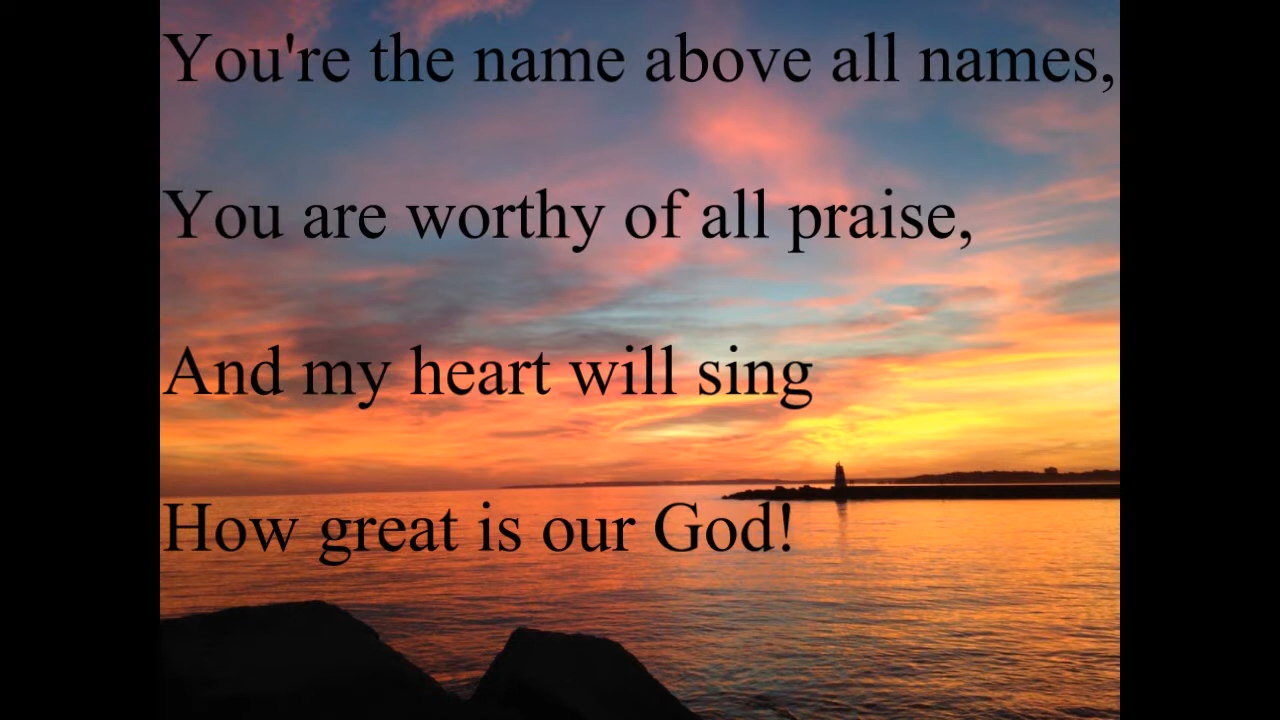 You're the name above all names,
You are worthy of all praise,
And my heart will sing
How great is our God!